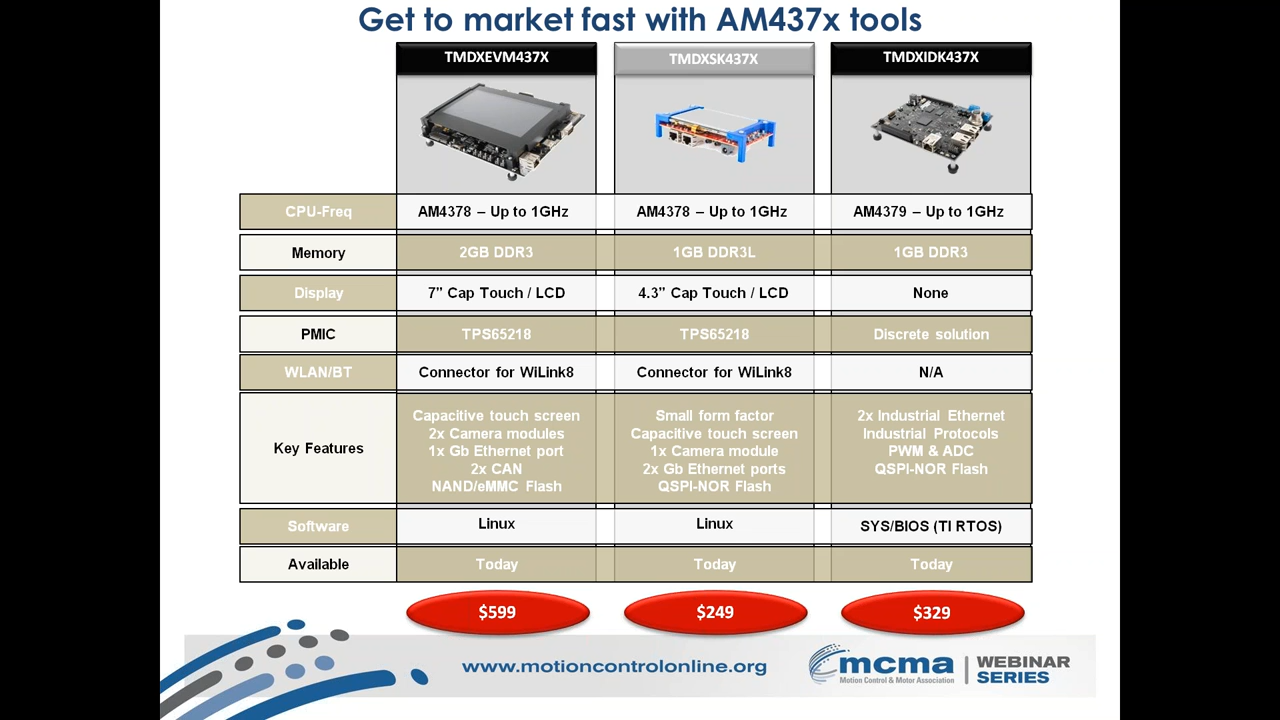 Get to market fast with AM437x tools
TMDXEVM437X TMDXSK437X TMDXIDK437X
CPU-Freq AM4378 – Up to 1GHz AM4378 – Up to 1GHz AM4379 – Up to 1GHz
Memory 2GB DDR3 1GB DDR3L 1GB DDR3
Display 7” Cap Touch / LCD 4.3” Cap Touch / LCD None
PMIC TPS65218 TPS65218 Discrete solution
WLAN/BT Connector for WiLink8 Connector for WiLink8 N/A
Key Features
Capacitive touch screen
2x Camera modules
1x Gb Ethernet port
2x CAN
NAND/eMMC Flash
Small form factor
Capacitive touch screen
1x Camera module
2x Gb Ethernet ports
QSPI-NOR Flash
2x Industrial Ethernet
Industrial Protocols
PWM & ADC
QSPI-NOR Flash
Software Linux Linux SYS/BIOS (TI RTOS)
Available Today Today Today
$599 $249 $329
www.motioncontrolonline.org
mcma
Motion Control & Motor Association
WEBINAR
SERIES